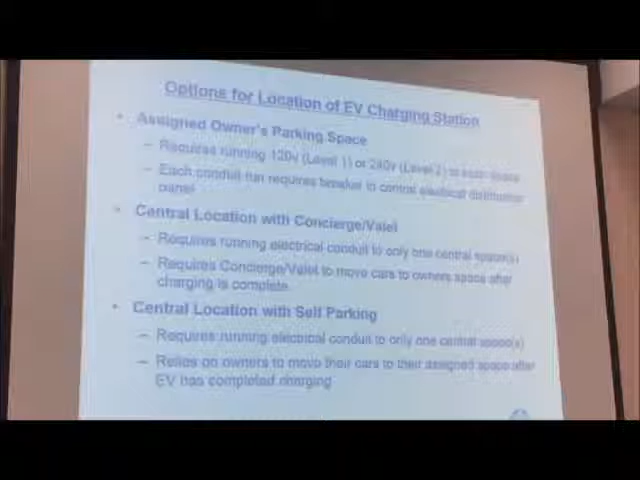 Options for Location of EV Charging Station
• Assigned Owner's Parking Space
– Requires running 120v (Level 1) or 240v (Level 2) to each space
– Each conduit run requires breaker in central electrical distribution
panel
• Central Location with Concierge/Valet
– Requires running electrical conduit to only one central space(s)
– Requires Concierge/Valet to move cars to owners space after
charging is complete
• Central Location with Self Parking
– Requires running electrical conduit to only one central space(s)
– Relies on owners to move their cars to their assigned space after
EV has completed charging